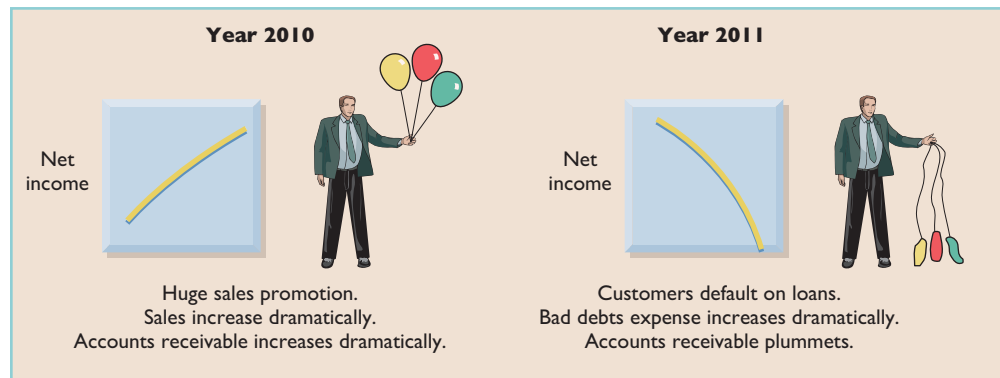 Year 2010
Net
income
Huge sales promotion.
Sales increase dramatically.
Accounts receivable increases dramatically.
Year 2011
Net
income
Customers default on loans.
Bad debts expense increases dramatically.
Accounts receivable plummets.